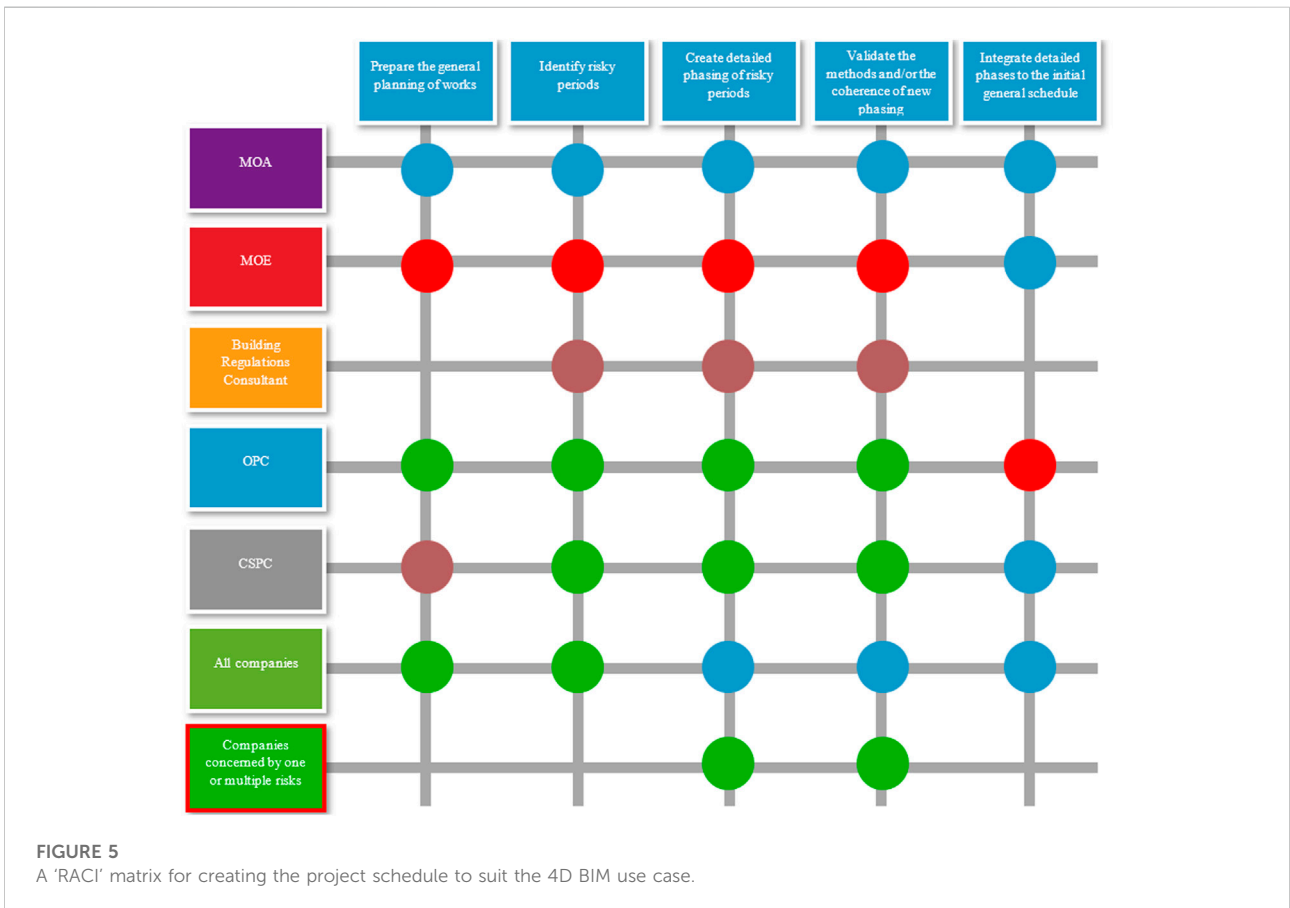 Prepare the general
planning of works
Identify risky
periods
Create detailed
phasing of risky
periods
Validate the
methods and/or the
coherence of new
phasing
Integrate detailed
phases to the initial
general schedule
MOA
MOE
Building
Regulations
Consultant
OPC
CSPC
All companies
Companies
concerned by one
or multiple risks
FIGURE 5
A ‘RACI’ matrix for creating the project schedule to suit the 4D BIM use case.